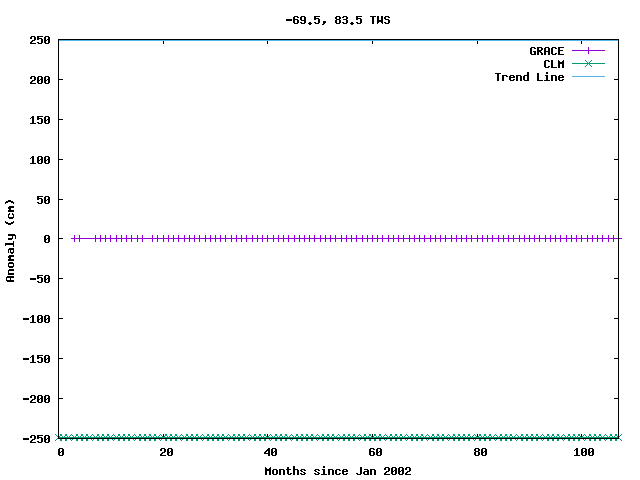 -69.5, 83.5 TWS
250
200
150
100
50
0
-50
-100
-150
-200
-250
GRACE
CLM
Trend Line
Anomaly (cm)
0 20 40 60 80 100
Months since Jan 2002